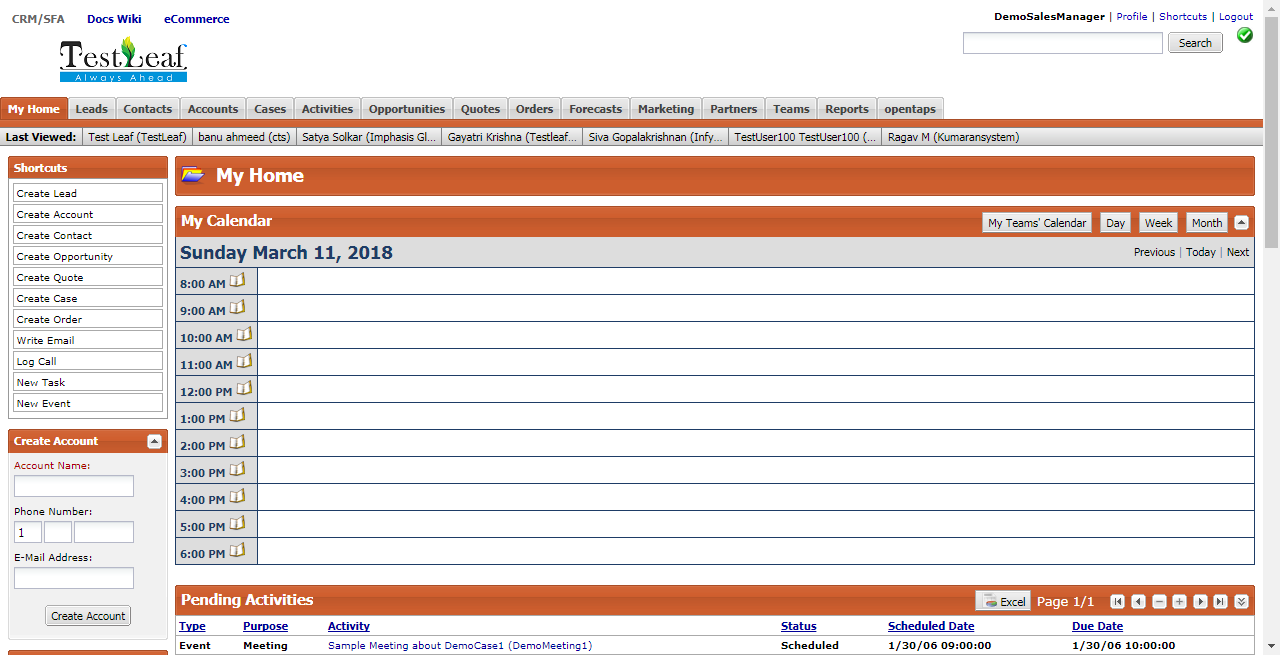 CRM/SFA Docs Wiki eCommerce
DemoSalesManager | Profile | Shortcuts | Logout
TestLeaf
Always Ahead
Search
My Home Leads Contacts Accounts Cases Activities Opportunities Quotes Orders Forecasts Marketing Partners Teams Reports opentaps
Last Viewed: Test Leaf (TestLeaf) banu ahmeed (cts) Satya Solkar (Imphasis Gl... Gayatri Krishna (Testleaf... Siva Gopalakrishnan (Infy... TestUser100 TestUser100 (... Ragav M (Kumaransystem)
Shortcuts
Create Lead
Create Account
Create Contact
Create Opportunity
Create Quote
Create Case
Create Order
Write Email
Log Call
New Task
New Event
Create Account
Account Name:
Phone Number:
1
E-Mail Address:
Create Account
My Home
My Calendar My Teams' Calendar Day Week Month
Sunday March 11, 2018 Previous | Today | Next
8:00 AM
9:00 AM
10:00 AM
11:00 AM
12:00 PM
1:00 PM
2:00 PM
3:00 PM
4:00 PM
5:00 PM
6:00 PM
Pending Activities Excel Page 1/1
Type Purpose Activity Status Scheduled Date Due Date
Event Meeting Sample Meeting about DemoCase1 (DemoMeeting1) Scheduled 1/30/06 09:00:00 1/30/06 10:00:00